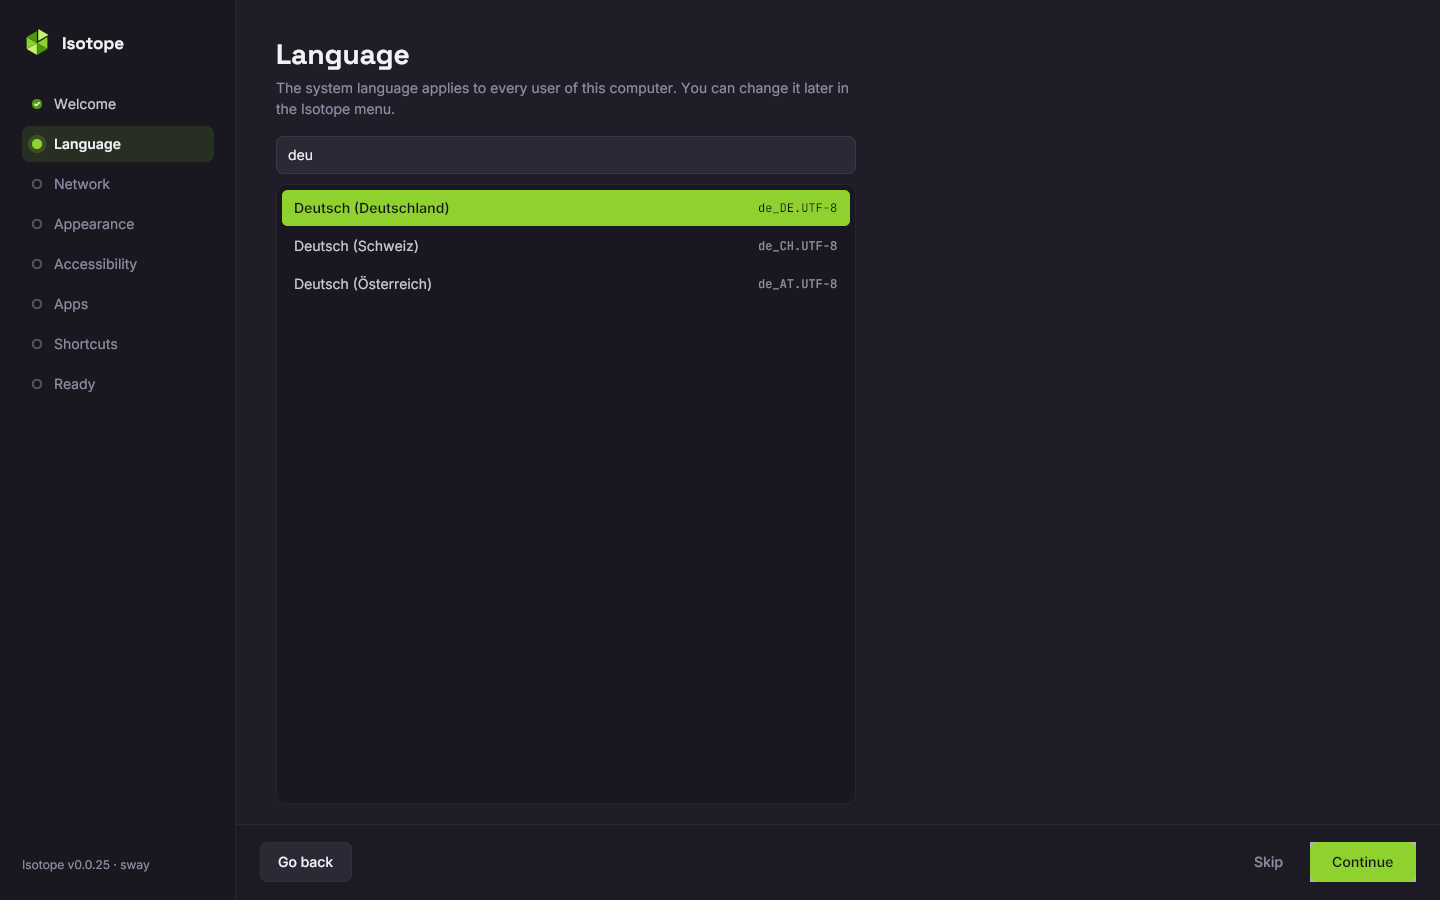 Isotope
Welcome
Language
Network
Appearance
Accessibility
Apps
Shortcuts
Ready
Isotope v0.0.25 · sway
Language
The system language applies to every user of this computer. You can change it later in
the Isotope menu.
deu
Deutsch (Deutschland) de_DE.UTF-8
Deutsch (Schweiz) de_CH.UTF-8
Deutsch (Österreich) de_AT.UTF-8
Go back
Skip
Continue